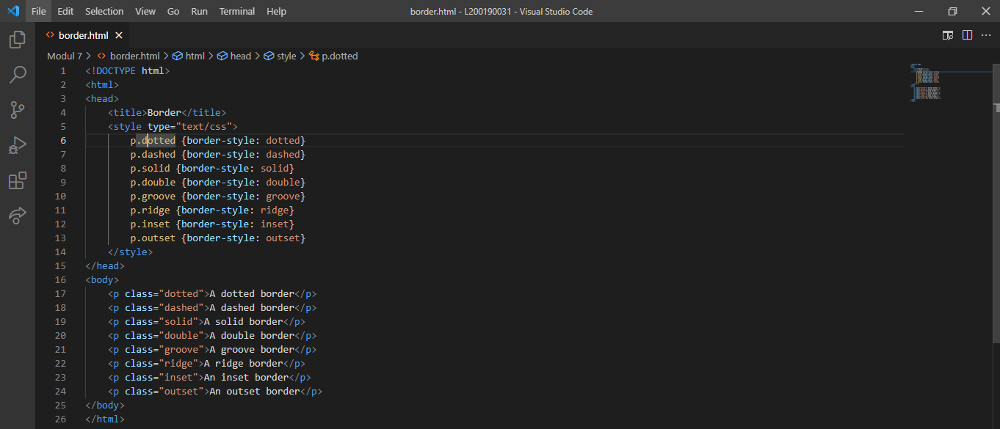 File Edit Selection View Go Run Terminal Help border.html - L200190031 - Visual Studio Code
border.html
Modul 7 > border.html > html > head > style > p.dotted
1 <!DOCTYPE html>
2 <html>
3 <head>
4 <title>Border</title>
5 <style type="text/css">
6 p.dotted {border-style: dotted}
7 p.dashed {border-style: dashed}
8 p.solid {border-style: solid}
9 p.double {border-style: double}
10 p.groove {border-style: groove}
11 p.ridge {border-style: ridge}
12 p.inset {border-style: inset}
13 p.outset {border-style: outset}
14 </style>
15 </head>
16 <body>
17 <p class="dotted">A dotted border</p>
18 <p class="dashed">A dashed border</p>
19 <p class="solid">A solid border</p>
20 <p class="double">A double border</p>
21 <p class="groove">A groove border</p>
22 <p class="ridge">A ridge border</p>
23 <p class="inset">An inset border</p>
24 <p class="outset">An outset border</p>
25 </body>
26 </html>